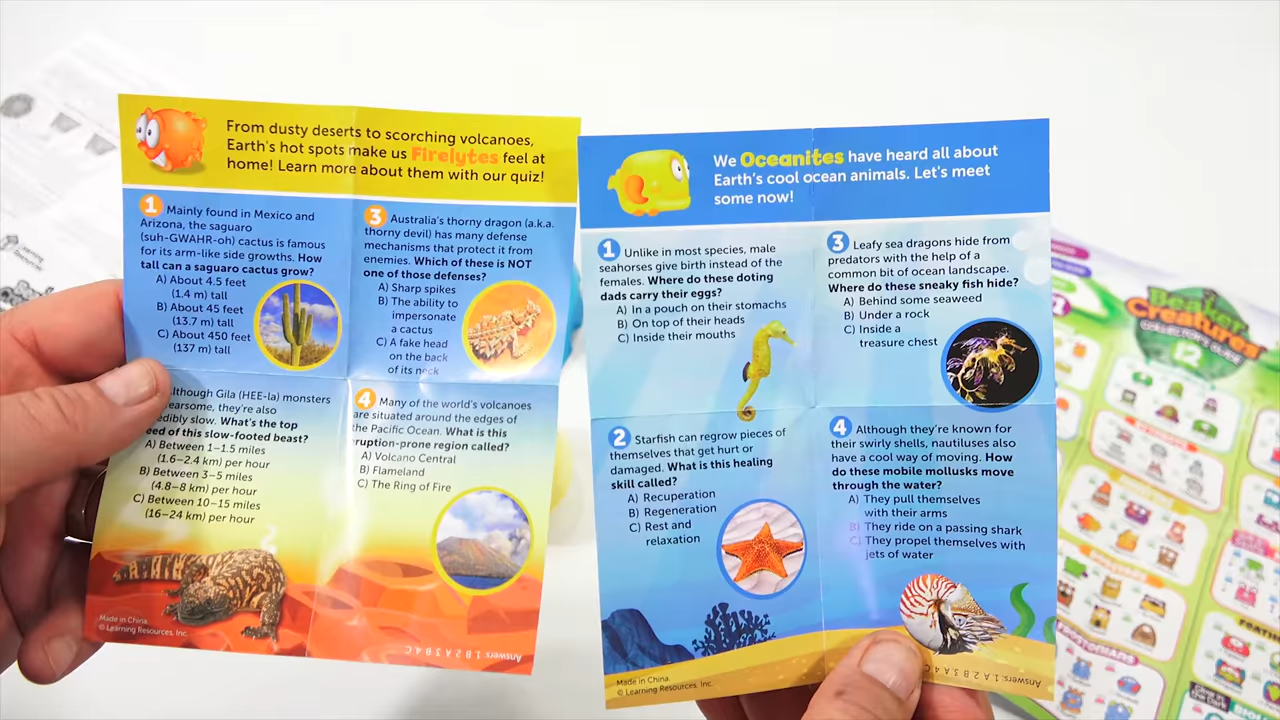 From dusty deserts to scorching volcanoes,
Earth's hot spots make us Firelytes feel at
home! Learn more about them with our quiz!
1 Mainly found in Mexico and
Arizona, the saguaro
(suh-GWAHR-oh) cactus is famous
for its arm-like side growths. How
tall can a saguaro cactus grow?
A) About 4.5 feet
(1.4 m) tall
B) About 45 feet
(13.7 m) tall
C) About 450 feet
(137 m) tall
Gila (HEE-la) monsters
they're also
slow. What's the top
of this slow-footed beast?
A) Between 1–1.5 miles
(1.6–2.4 km) per hour
B) Between 3–5 miles
(4.8–8 km) per hour
C) Between 10–15 miles
(16–24 km) per hour
3 Australia's thorny dragon (a.k.a.
thorny devil) has many defense
mechanisms that protect it from
enemies. Which of these is NOT
one of those defenses?
A) Sharp spikes
B) The ability to
impersonate
a cactus
C) A fake head
on the back
of its neck
4 Many of the world's volcanoes
are situated around the edges of
the Pacific Ocean. What is this
eruption-prone region called?
A) Volcano Central
B) Flameland
C) The Ring of Fire
Made in China.
© Learning Resources, Inc.
Answers: 1 B 2 A 3 B 4 C
We Oceanites have heard all about
Earth's cool ocean animals. Let's meet
some now!
1 Unlike in most species, male
seahorses give birth instead of the
females. Where do these doting
dads carry their eggs?
A) In a pouch on their stomachs
B) On top of their heads
C) Inside their mouths
2 Starfish can regrow pieces of
themselves that get hurt or
damaged. What is this healing
skill called?
A) Recuperation
B) Regeneration
C) Rest and
relaxation
3 Leafy sea dragons hide from
predators with the help of a
common bit of ocean landscape.
Where do these sneaky fish hide?
A) Behind some seaweed
B) Under a rock
C) Inside a
treasure chest
4 Although they're known for
their swirly shells, nautiluses also
have a cool way of moving. How
do these mobile mollusks move
through the water?
A) They pull themselves
with their arms
B) They ride on a passing shark
C) They propel themselves with
jets of water
Made in China.
© Learning Resources, Inc.
Answers: 1 A 2 B 3 A 4 C
Beaker
Creatures
COLLECTOR'S GUIDE